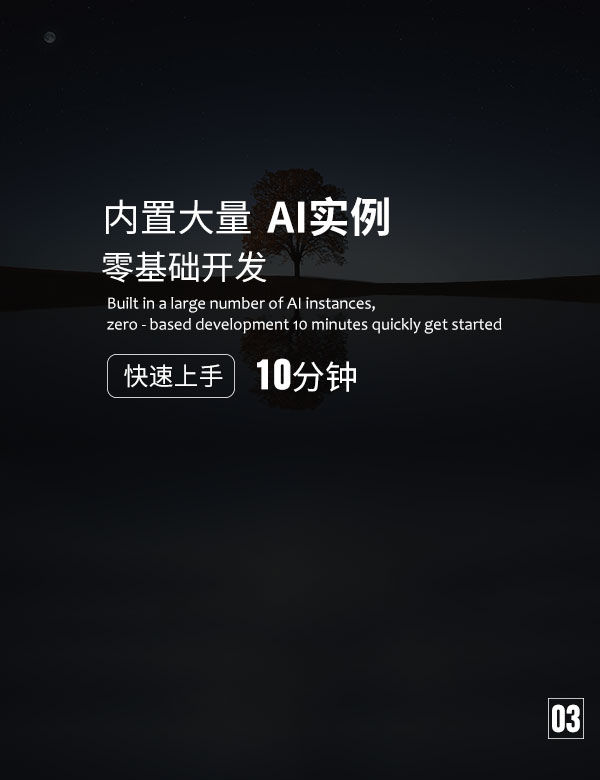 内置大量 AI实例
零基础开发
Built in a large number of AI instances,
zero - based development 10 minutes quickly get started
快速上手 10分钟
03